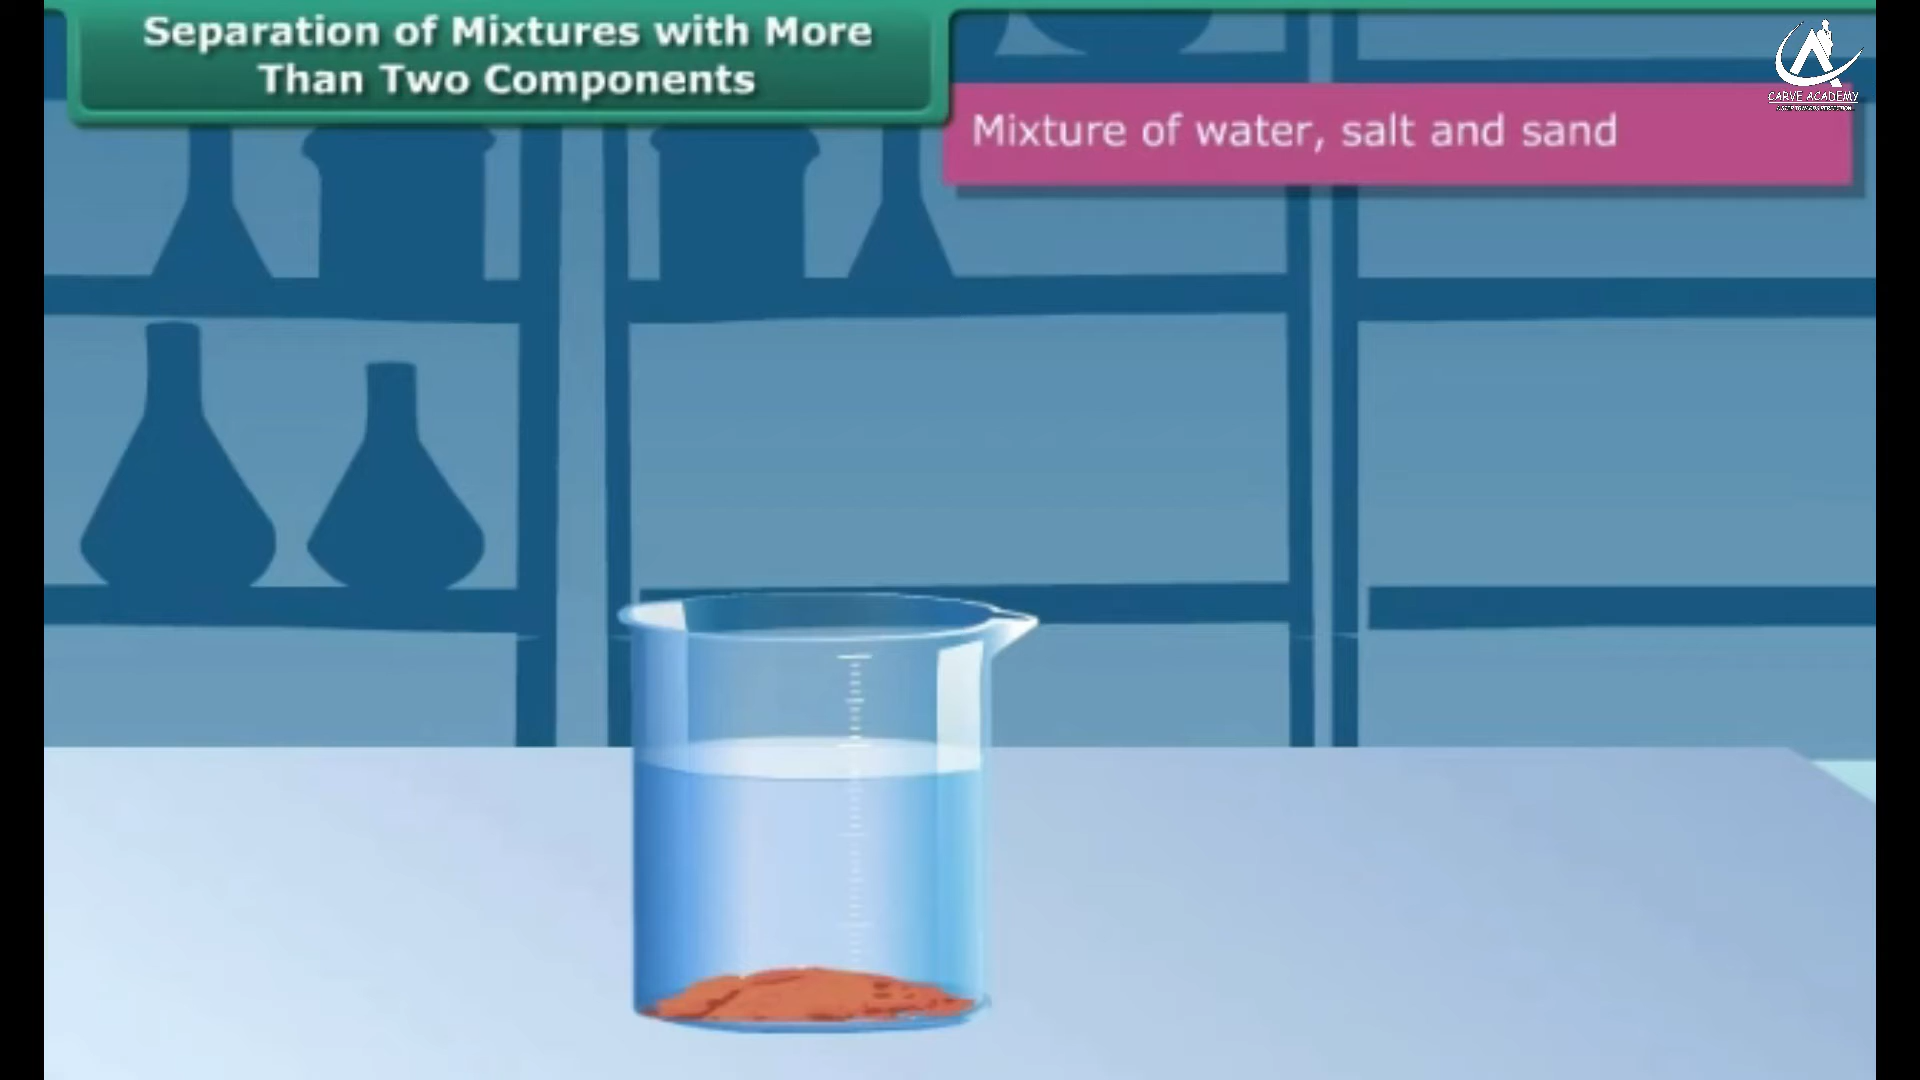 Separation of Mixtures with More
Than Two Components
Mixture of water, salt and sand
CARVE ACADEMY